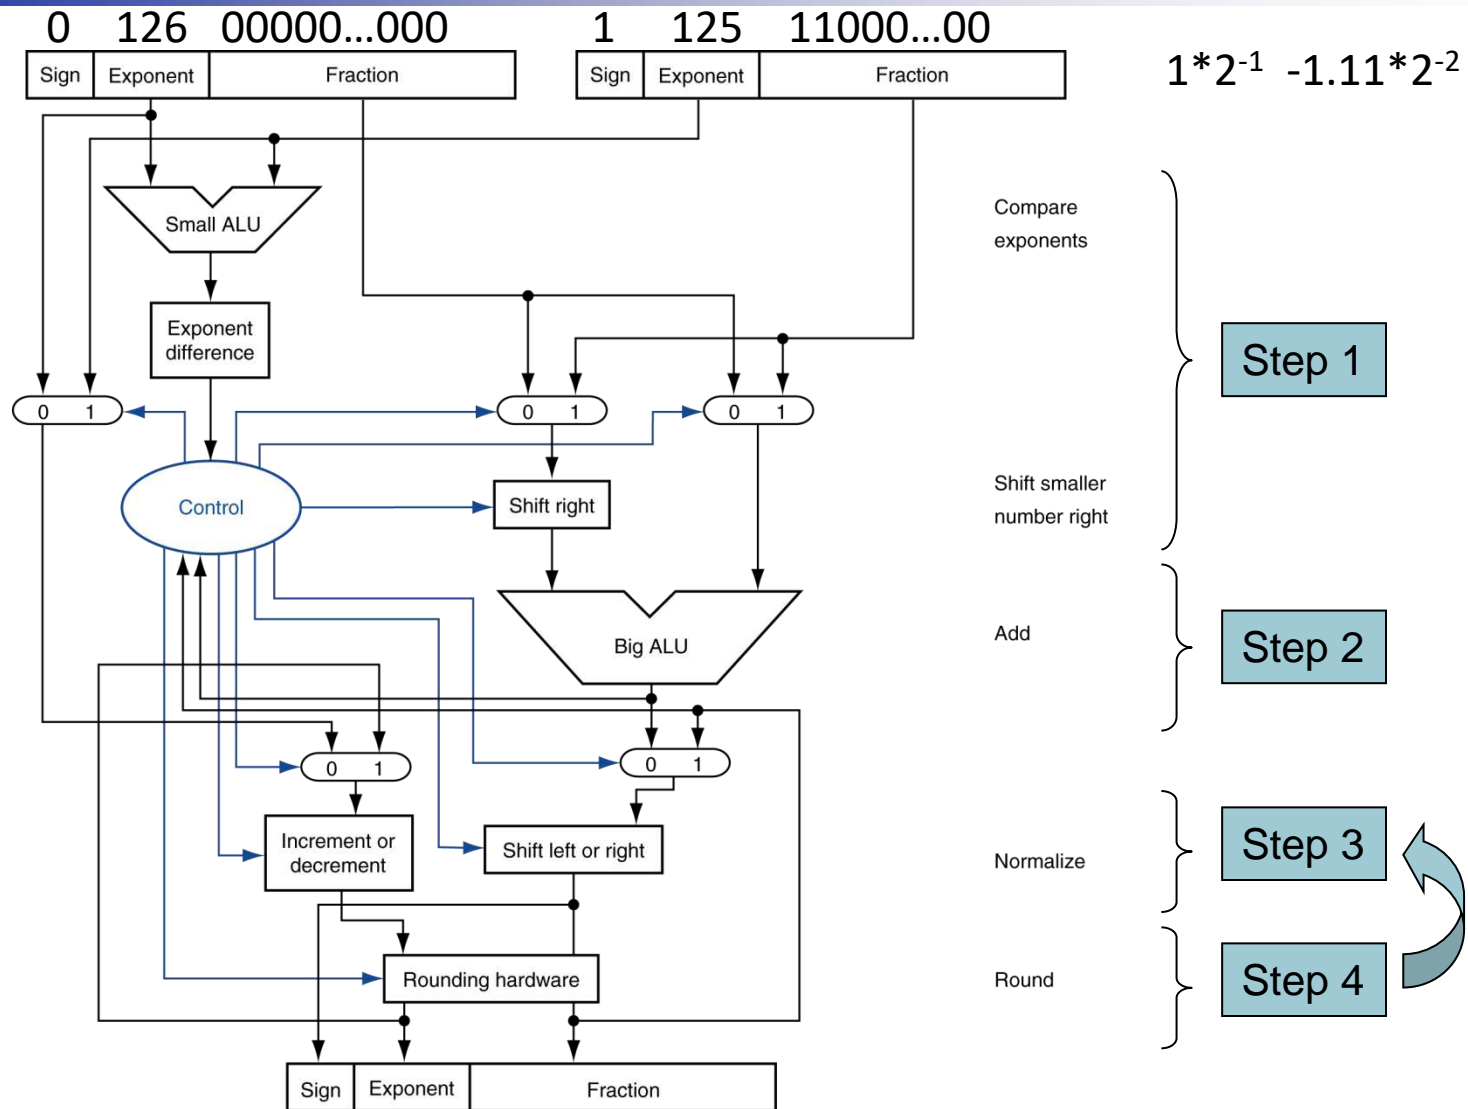 0 126 00000...000 1 125 11000...00
1*2⁻¹ -1.11*2⁻²
Sign Exponent Fraction Sign Exponent Fraction
Small ALU
Compare
exponents
Exponent
difference
Step 1
0 1 0 1 0 1
Control
Shift right
Shift smaller
number right
Big ALU
Add
Step 2
0 1 0 1
Increment or
decrement
Shift left or right
Normalize
Step 3
Rounding hardware
Round
Step 4
Sign Exponent Fraction